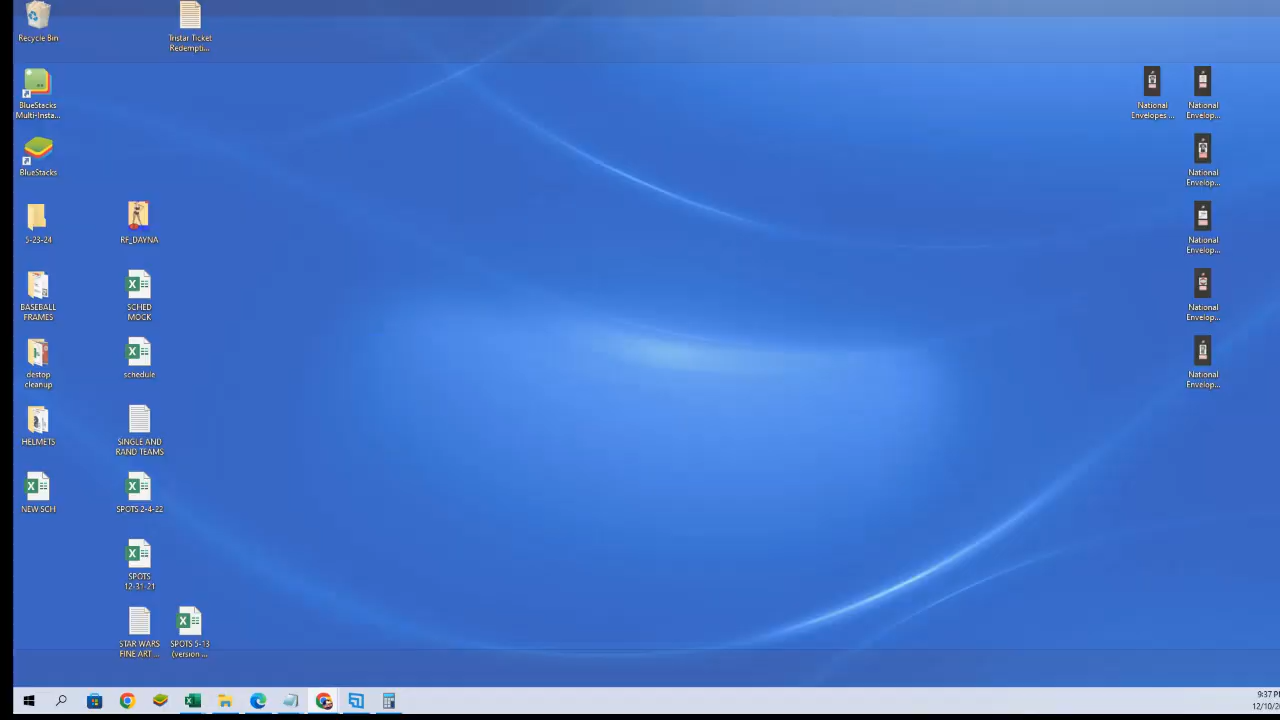 Recycle Bin
Tristar Ticket
Redempti...
BlueStacks
Multi-Insta...
BlueStacks
5-23-24
RF_DAYNA
BASEBALL
FRAMES
SCHED
MOCK
destop
cleanup
schedule
HELMETS
SINGLE AND
RAND TEAMS
NEW SCH
SPOTS 2-4-22
SPOTS
12-31-21
STAR WARS
FINE ART ...
SPOTS 5-13
(version ...
National
Envelopes ...
National
Envelop...
National
Envelop...
National
Envelop...
National
Envelop...
National
Envelop...
9:37 P
12/10/2